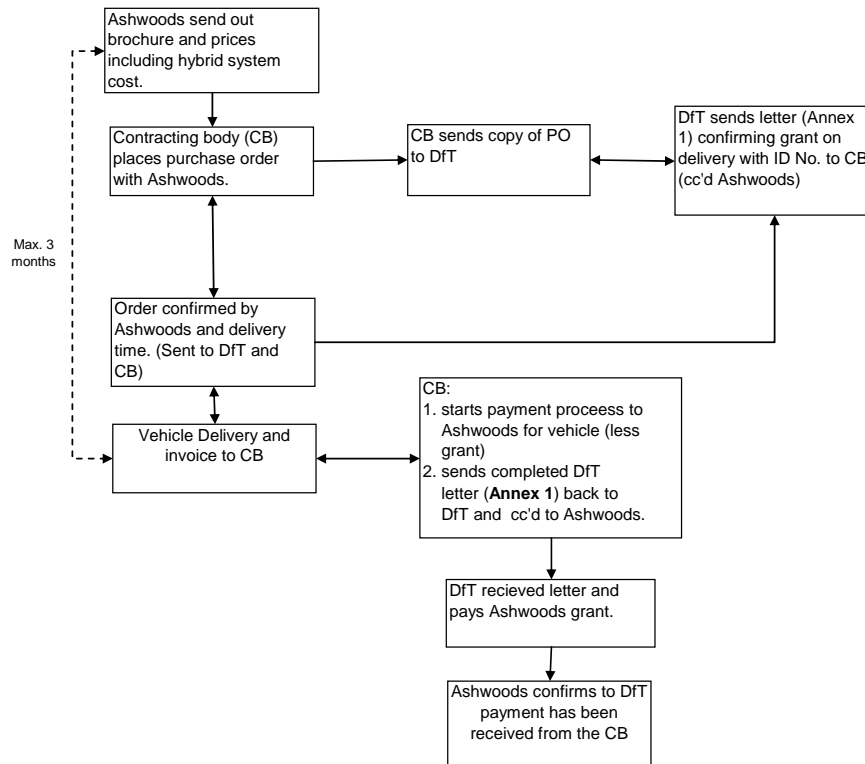 Ashwoods send out
brochure and prices
including hybrid system
cost.
Contracting body (CB)
places purchase order
with Ashwoods.
CB sends copy of PO
to DfT
DfT sends letter (Annex
1) confirming grant on
delivery with ID No. to CB
(cc'd Ashwoods)
Max. 3
months
Order confirmed by
Ashwoods and delivery
time. (Sent to DfT and
CB)
Vehicle Delivery and
invoice to CB
CB:
1. starts payment proceess to
Ashwoods for vehicle (less
grant)
2. sends completed DfT
letter (Annex 1) back to
DfT and cc'd to Ashwoods.
DfT recieved letter and
pays Ashwoods grant.
Ashwoods confirms to DfT
payment has been
received from the CB